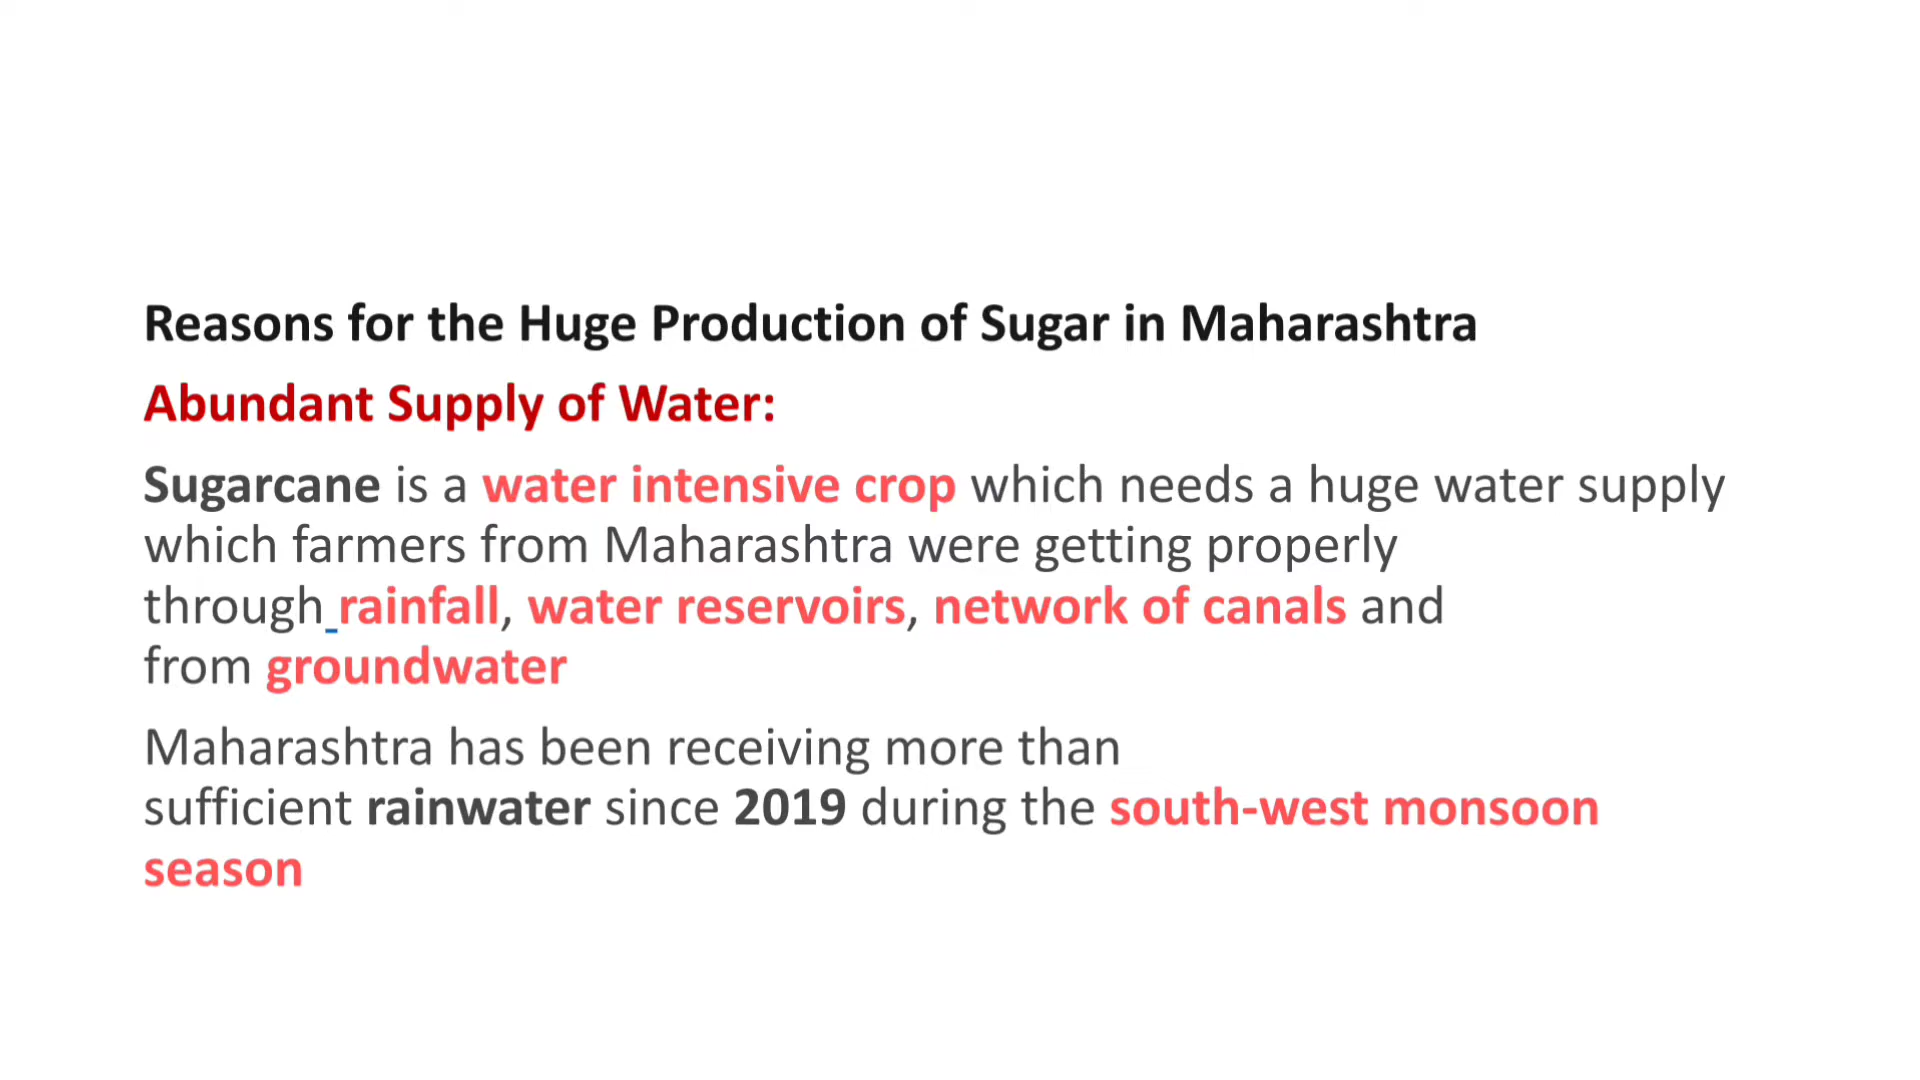 Reasons for the Huge Production of Sugar in Maharashtra
Abundant Supply of Water:
Sugarcane is a water intensive crop which needs a huge water supply
which farmers from Maharashtra were getting properly
through rainfall, water reservoirs, network of canals and
from groundwater
Maharashtra has been receiving more than
sufficient rainwater since 2019 during the south-west monsoon
season